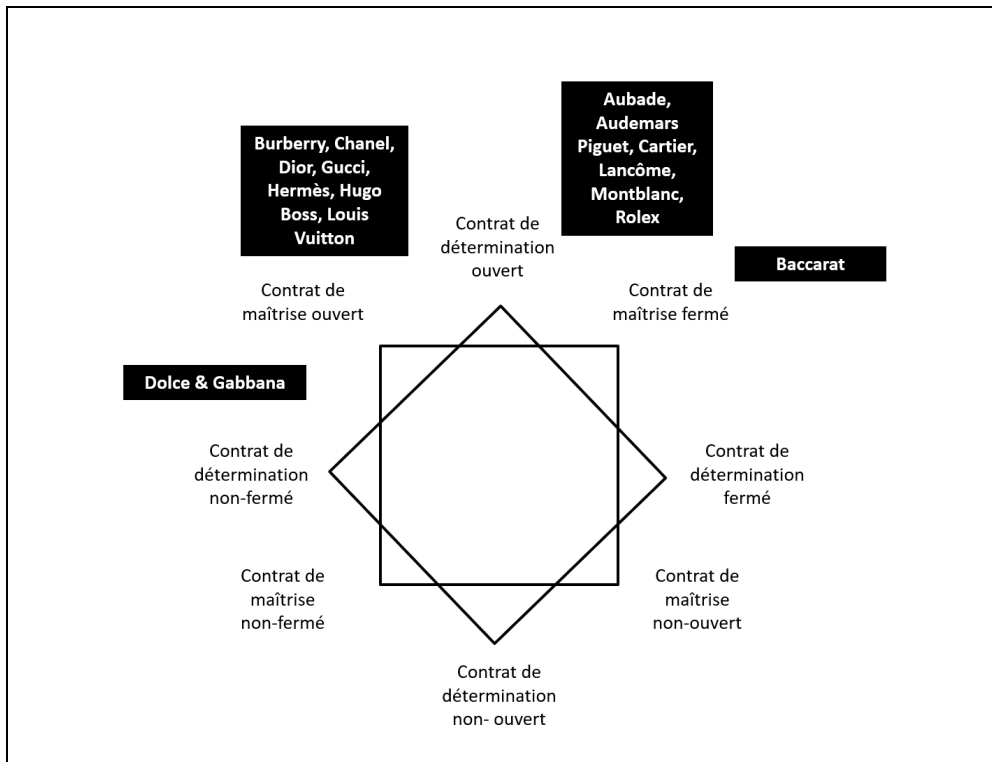 Aubade,
Audemars
Piguet, Cartier,
Lancôme,
Montblanc,
Rolex
Burberry, Chanel,
Dior, Gucci,
Hermès, Hugo
Boss, Louis
Vuitton
Contrat de
détermination
ouvert
Baccarat
Contrat de
maîtrise ouvert
Contrat de
maîtrise fermé
Dolce & Gabbana
Contrat de
détermination
non-fermé
Contrat de
détermination
fermé
Contrat de
maîtrise
non-fermé
Contrat de
maîtrise
non-ouvert
Contrat de
détermination
non- ouvert